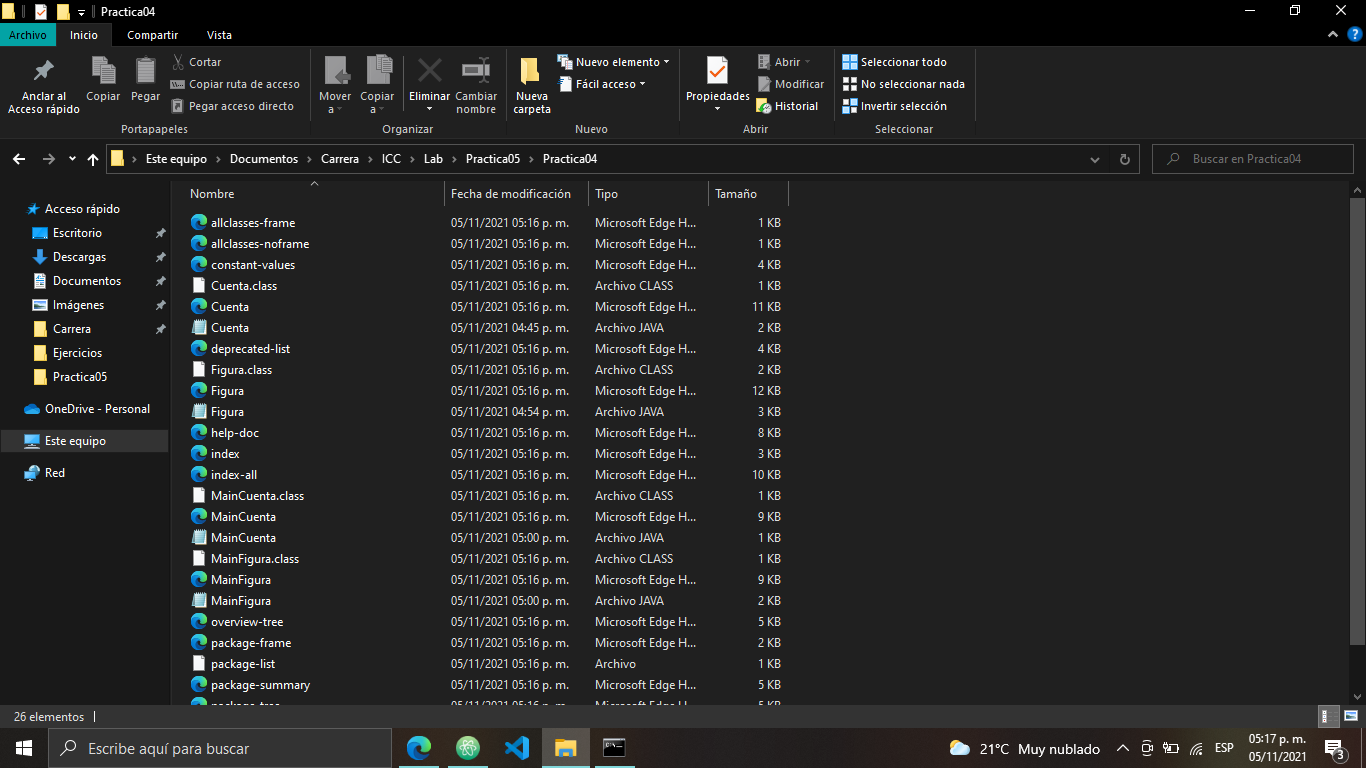 Practica04
Archivo Inicio Compartir Vista
Anclar al Acceso rápido
Copiar
Pegar
Cortar
Copiar ruta de acceso
Pegar acceso directo
Portapapeles
Mover a
Copiar a
Eliminar
Cambiar nombre
Organizar
Nueva carpeta
Nuevo elemento
Fácil acceso
Nuevo
Propiedades
Abrir
Modificar
Historial
Abrir
Seleccionar todo
No seleccionar nada
Invertir selección
Seleccionar
Este equipo > Documentos > Carrera > ICC > Lab > Practica05 > Practica04
Buscar en Practica04
Acceso rápido
Escritorio
Descargas
Documentos
Imágenes
Carrera
Ejercicios
Practica05
OneDrive - Personal
Este equipo
Red
Nombre Fecha de modificación Tipo Tamaño
allclasses-frame 05/11/2021 05:16 p. m. Microsoft Edge H... 1 KB
allclasses-noframe 05/11/2021 05:16 p. m. Microsoft Edge H... 1 KB
constant-values 05/11/2021 05:16 p. m. Microsoft Edge H... 4 KB
Cuenta.class 05/11/2021 05:16 p. m. Archivo CLASS 1 KB
Cuenta 05/11/2021 05:16 p. m. Microsoft Edge H... 11 KB
Cuenta 05/11/2021 04:45 p. m. Archivo JAVA 2 KB
deprecated-list 05/11/2021 05:16 p. m. Microsoft Edge H... 4 KB
Figura.class 05/11/2021 05:16 p. m. Archivo CLASS 2 KB
Figura 05/11/2021 05:16 p. m. Microsoft Edge H... 12 KB
Figura 05/11/2021 04:54 p. m. Archivo JAVA 3 KB
help-doc 05/11/2021 05:16 p. m. Microsoft Edge H... 8 KB
index 05/11/2021 05:16 p. m. Microsoft Edge H... 3 KB
index-all 05/11/2021 05:16 p. m. Microsoft Edge H... 10 KB
MainCuenta.class 05/11/2021 05:16 p. m. Archivo CLASS 1 KB
MainCuenta 05/11/2021 05:16 p. m. Microsoft Edge H... 9 KB
MainCuenta 05/11/2021 05:00 p. m. Archivo JAVA 1 KB
MainFigura.class 05/11/2021 05:16 p. m. Archivo CLASS 1 KB
MainFigura 05/11/2021 05:16 p. m. Microsoft Edge H... 9 KB
MainFigura 05/11/2021 05:00 p. m. Archivo JAVA 2 KB
overview-tree 05/11/2021 05:16 p. m. Microsoft Edge H... 5 KB
package-frame 05/11/2021 05:16 p. m. Microsoft Edge H... 2 KB
package-list 05/11/2021 05:16 p. m. Archivo 1 KB
package-summary 05/11/2021 05:16 p. m. Microsoft Edge H... 5 KB
26 elementos
Escribe aquí para buscar
21°C Muy nublado
ESP
05:17 p. m.
05/11/2021
3